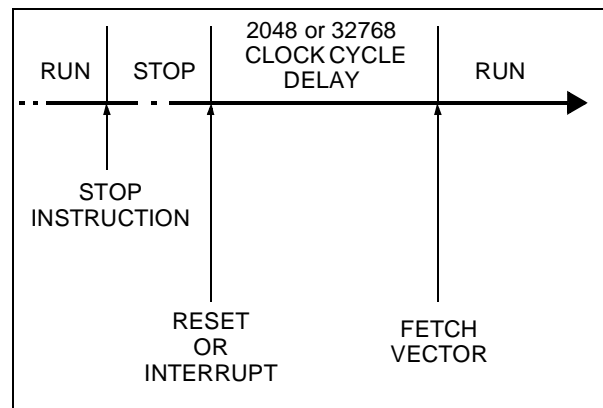 2048 or 32768
CLOCK CYCLE
DELAY
RUN
STOP
RUN
STOP
INSTRUCTION
RESET
OR
INTERRUPT
FETCH
VECTOR